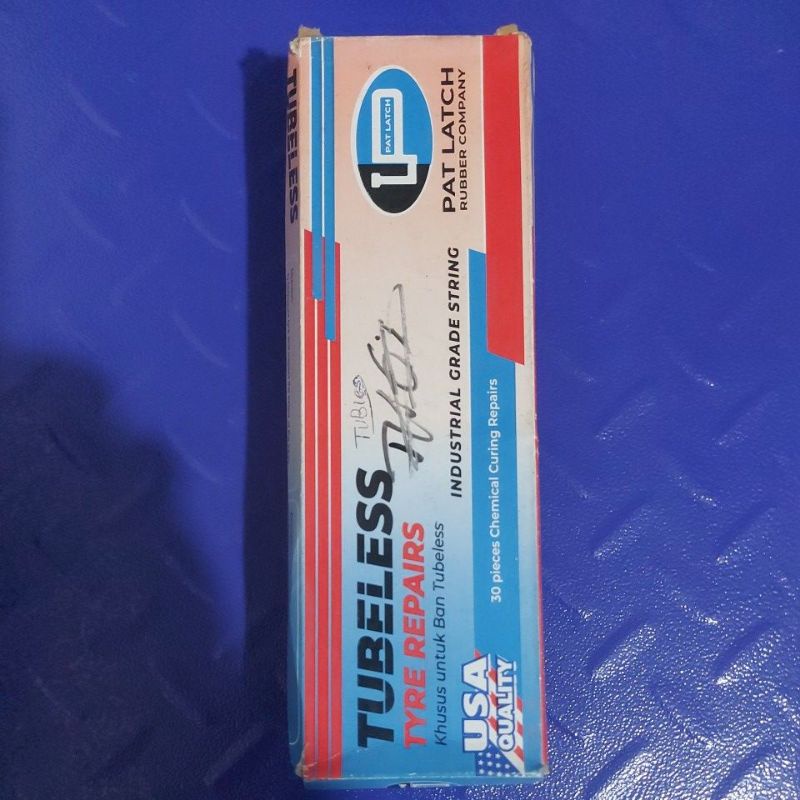 TUBELESS
PAT LATCH
PAT LATCH
RUBBER COMPANY
TUBELESS
TYRE REPAIRS
Khusus untuk Ban Tubeless
INDUSTRIAL GRADE STRING
30 pieces Chemical Curing Repairs
USA
QUALITY